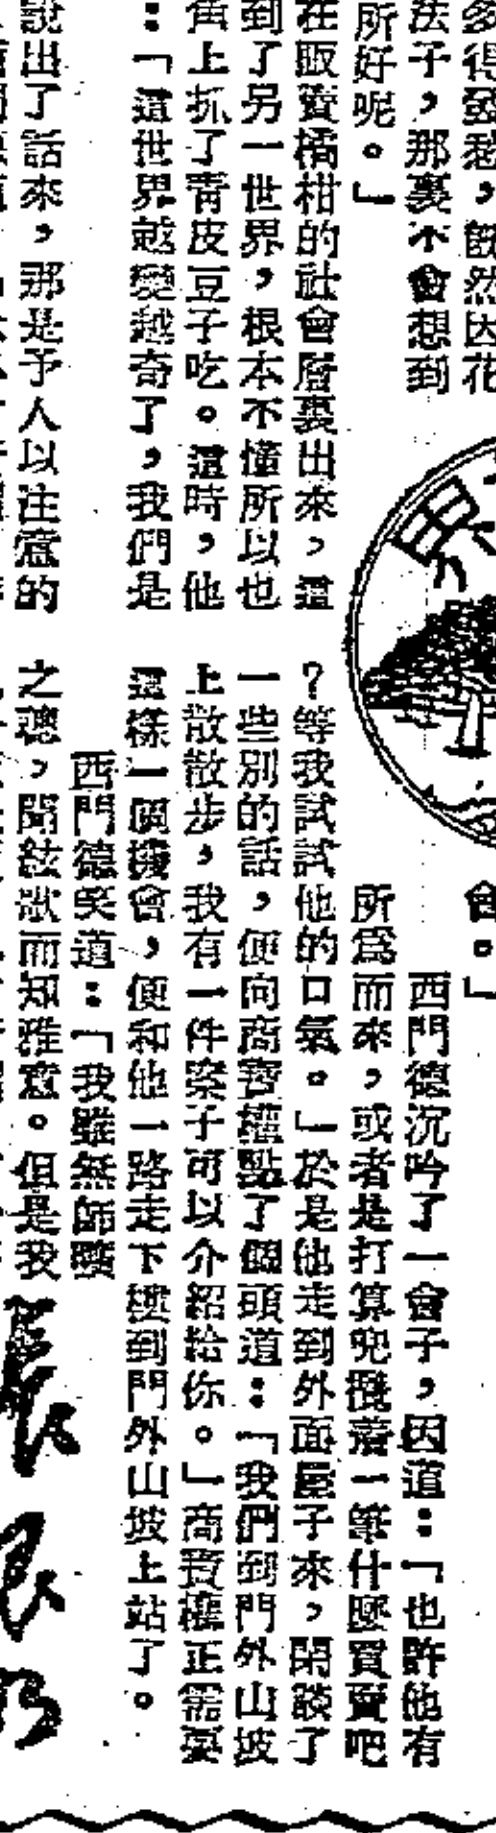 多得發愁,既然因花
法子,那裏不會想到
所好呢。」
在販賣橘柑的社會層裏出來,這
到了另一世界,根本不懂所以也
角上抓了青皮豆子吃。這時,他
:「這世界越變越奇了,我們是
說出了話來,那是予人以注意的
界
會。」
西門德沉吟了一會子,因道:「也許他有
所爲而來,或者是打算兜攬着一筆什麼買賣吧
?等我試試他的口氣。」於是他走到外面屋子來,閑談了
一些別的話,便向商寶權點了個頭道:「我們到門外山坡
上散散步,我有一件案子可以介紹給你。」商寶權正需要
這樣一個機會,便和他一路走下樓到門外山坡上站了。
西門德笑道:「我雖無師曠
之聰,聞絃歌而知雅意。但是我